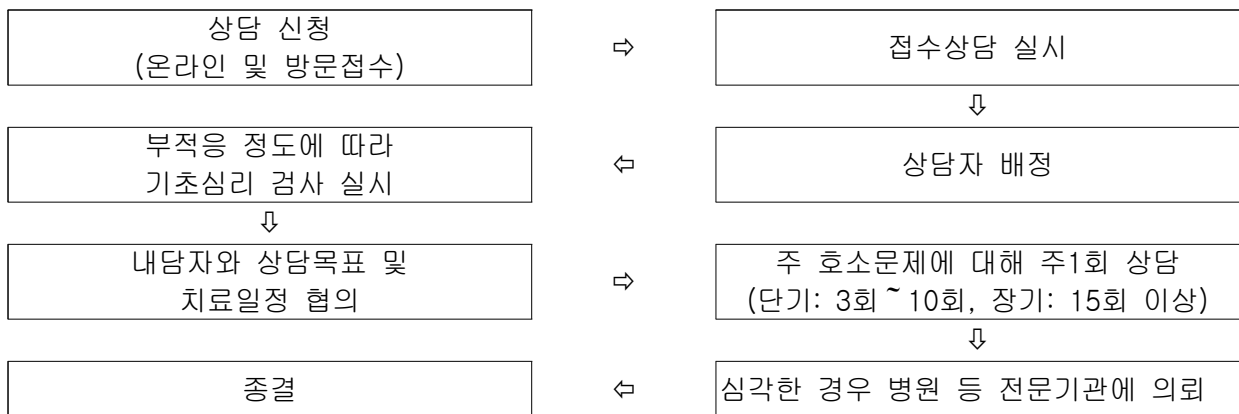 상담 신청
(온라인 및 방문접수)
⇨
접수상담 실시
⇩
부적응 정도에 따라
기초심리 검사 실시
⇦
상담자 배정
⇩
내담자와 상담목표 및
치료일정 협의
⇨
주 호소문제에 대해 주1회 상담
(단기: 3회~10회, 장기: 15회 이상)
⇩
종결
⇦
심각한 경우 병원 등 전문기관에 의뢰